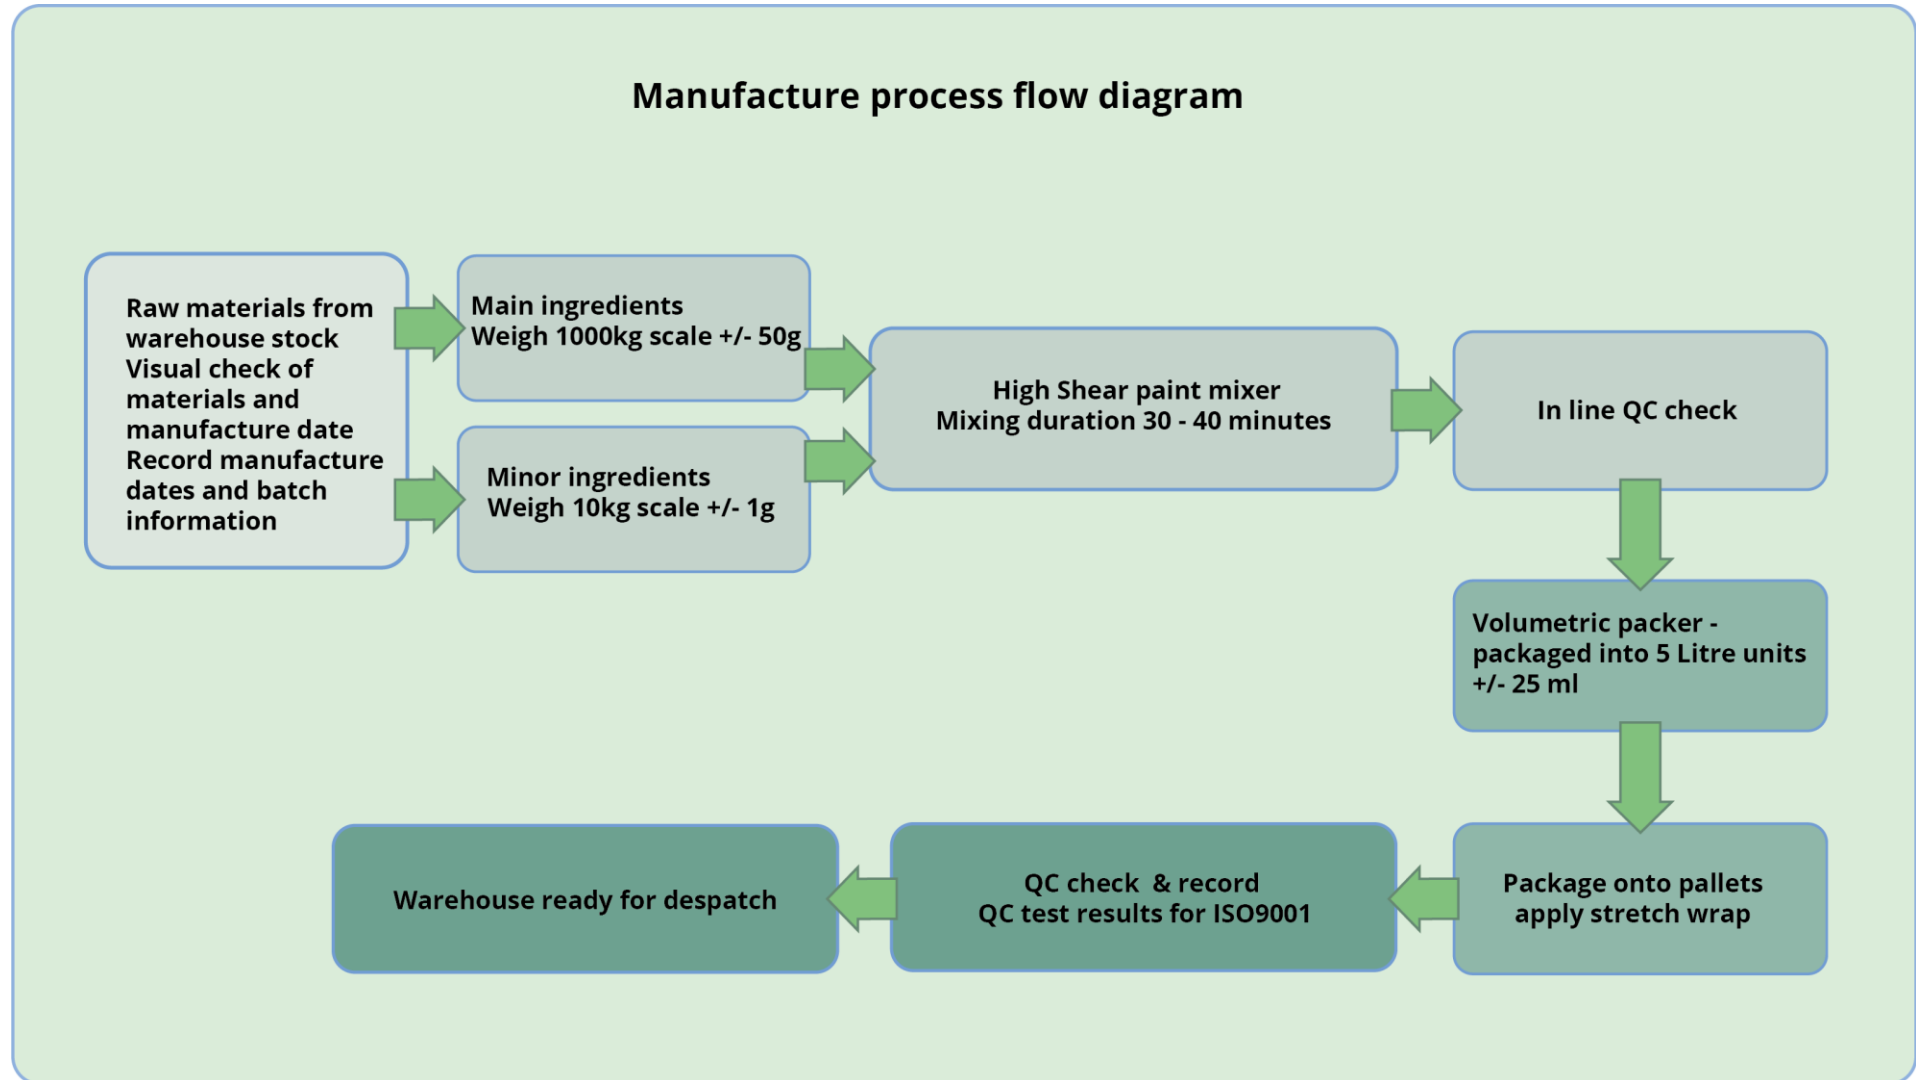 Manufacture process flow diagram
Raw materials from
warehouse stock
Visual check of
materials and
manufacture date
Record manufacture
dates and batch
information
Main ingredients
Weigh 1000kg scale +/- 50g
Minor ingredients
Weigh 10kg scale +/- 1g
High Shear paint mixer
Mixing duration 30 - 40 minutes
In line QC check
Volumetric packer -
packaged into 5 Litre units
+/- 25 ml
Package onto pallets
apply stretch wrap
QC check & record
QC test results for ISO9001
Warehouse ready for despatch